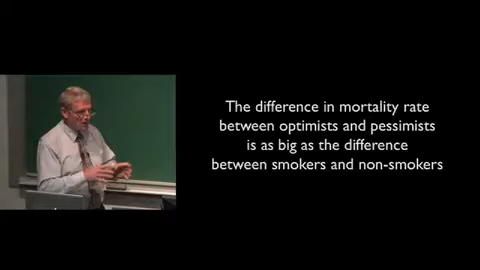 The difference in mortality rate
between optimists and pessimists
is as big as the difference
between smokers and non-smokers